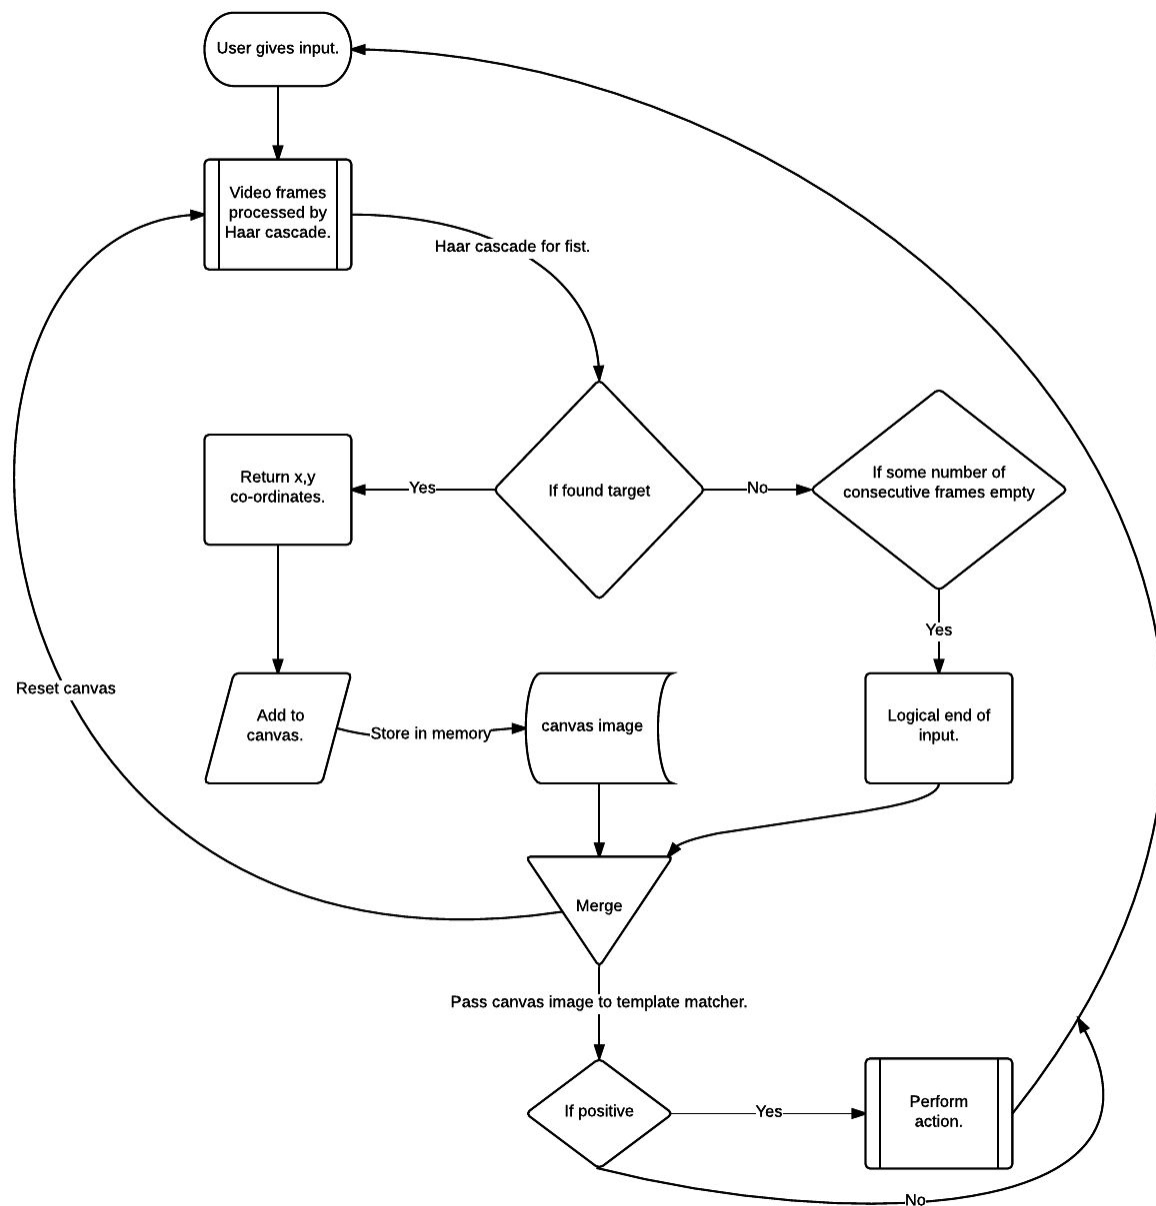 User gives input.
Video frames
processed by
Haar cascade.
Haar cascade for fist.
Return x,y
co-ordinates.
Yes
If found target
No
If some number of
consecutive frames empty
Yes
Reset canvas
Add to
canvas.
Store in memory
canvas image
Logical end of
input.
Merge
Pass canvas image to template matcher.
If positive
Yes
Perform
action.
No